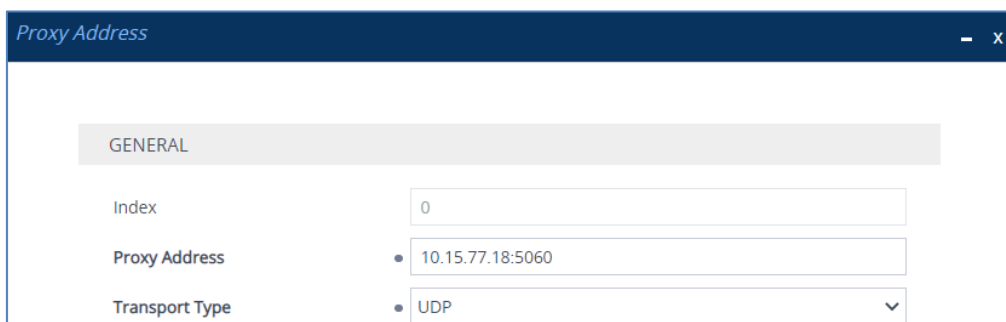 Proxy Address
GENERAL
Index 0
Proxy Address 10.15.77.18:5060
Transport Type UDP